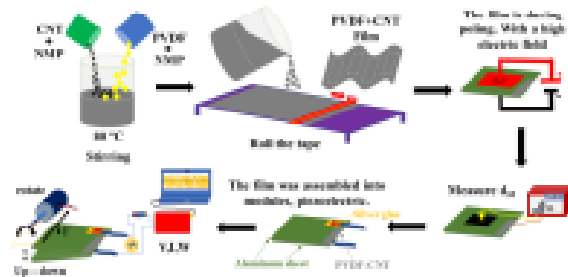 CNT
+
NMP
PVDF
+
NMP
Stirring
PVDF-CNT
Film
Roll the tape
The film is during
poling. With a high
electric field
Measure d₃₃
The film was assembled into
modules, piezoelectric.
Silver glue
Aluminum sheet
PVDF-CNT
rotate
Up - down